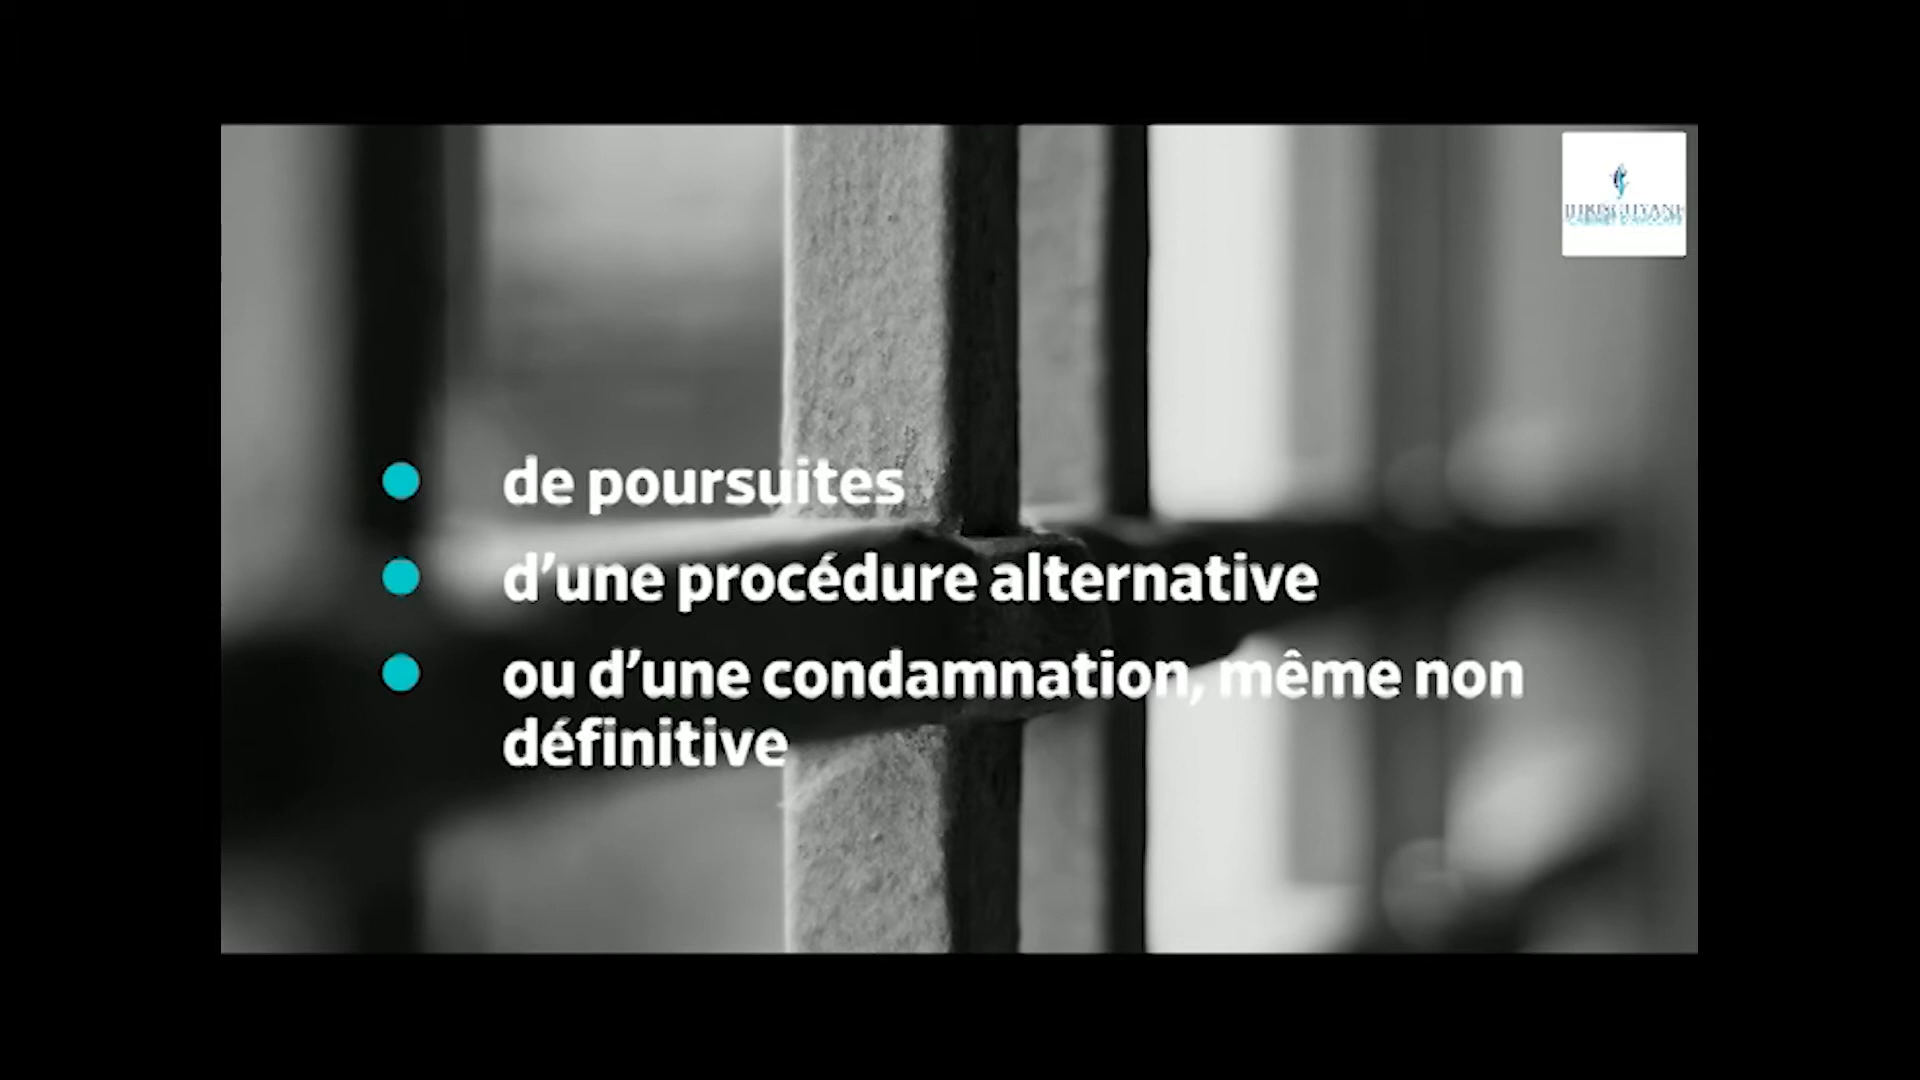 de poursuites
d’une procédure alternative
ou d’une condamnation, même non
définitive